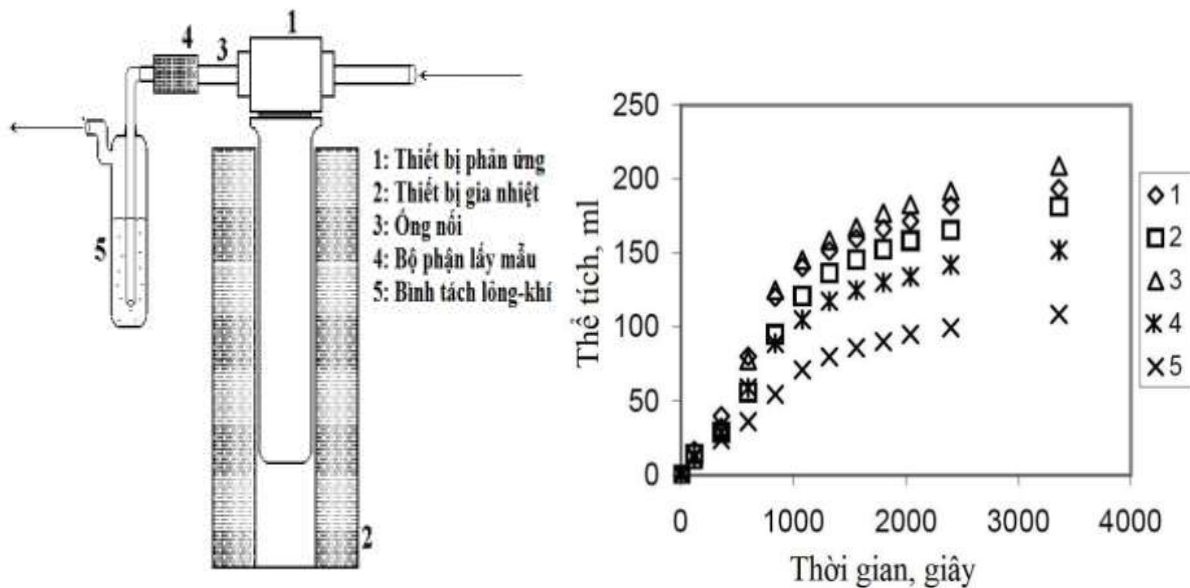 1
4
3
5
2
1: Thiết bị phản ứng
2: Thiết bị gia nhiệt
3: Ống nối
4: Bộ phận lấy mẫu
5: Bình tách lỏng-khí
Thể tích, ml
250
200
150
100
50
0
0 1000 2000 3000 4000
Thời gian, giây
1
2
3
4
5